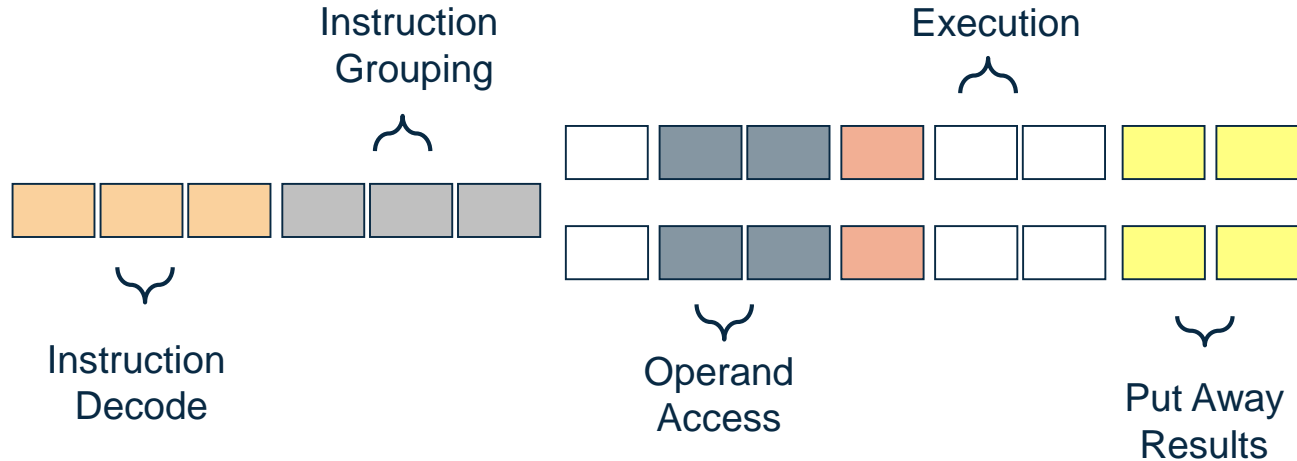 Instruction
Grouping
Execution
Instruction
Decode
Operand
Access
Put Away
Results